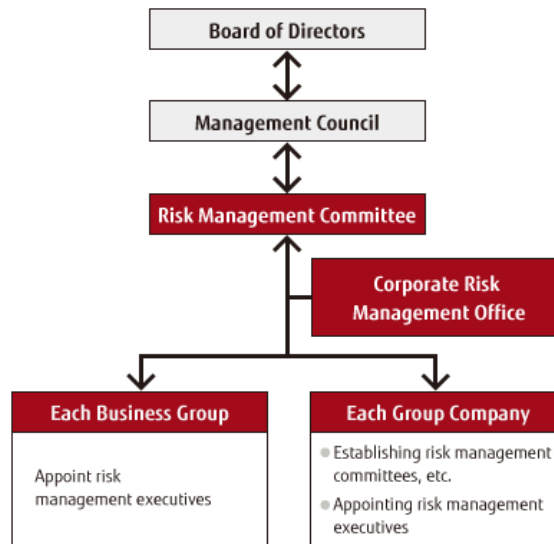 Board of Directors
Management Council
Risk Management Committee
Corporate Risk
Management Office
Each Business Group
Appoint risk
management executives
Each Group Company
Establishing risk management
committees, etc.
Appointing risk management
executives